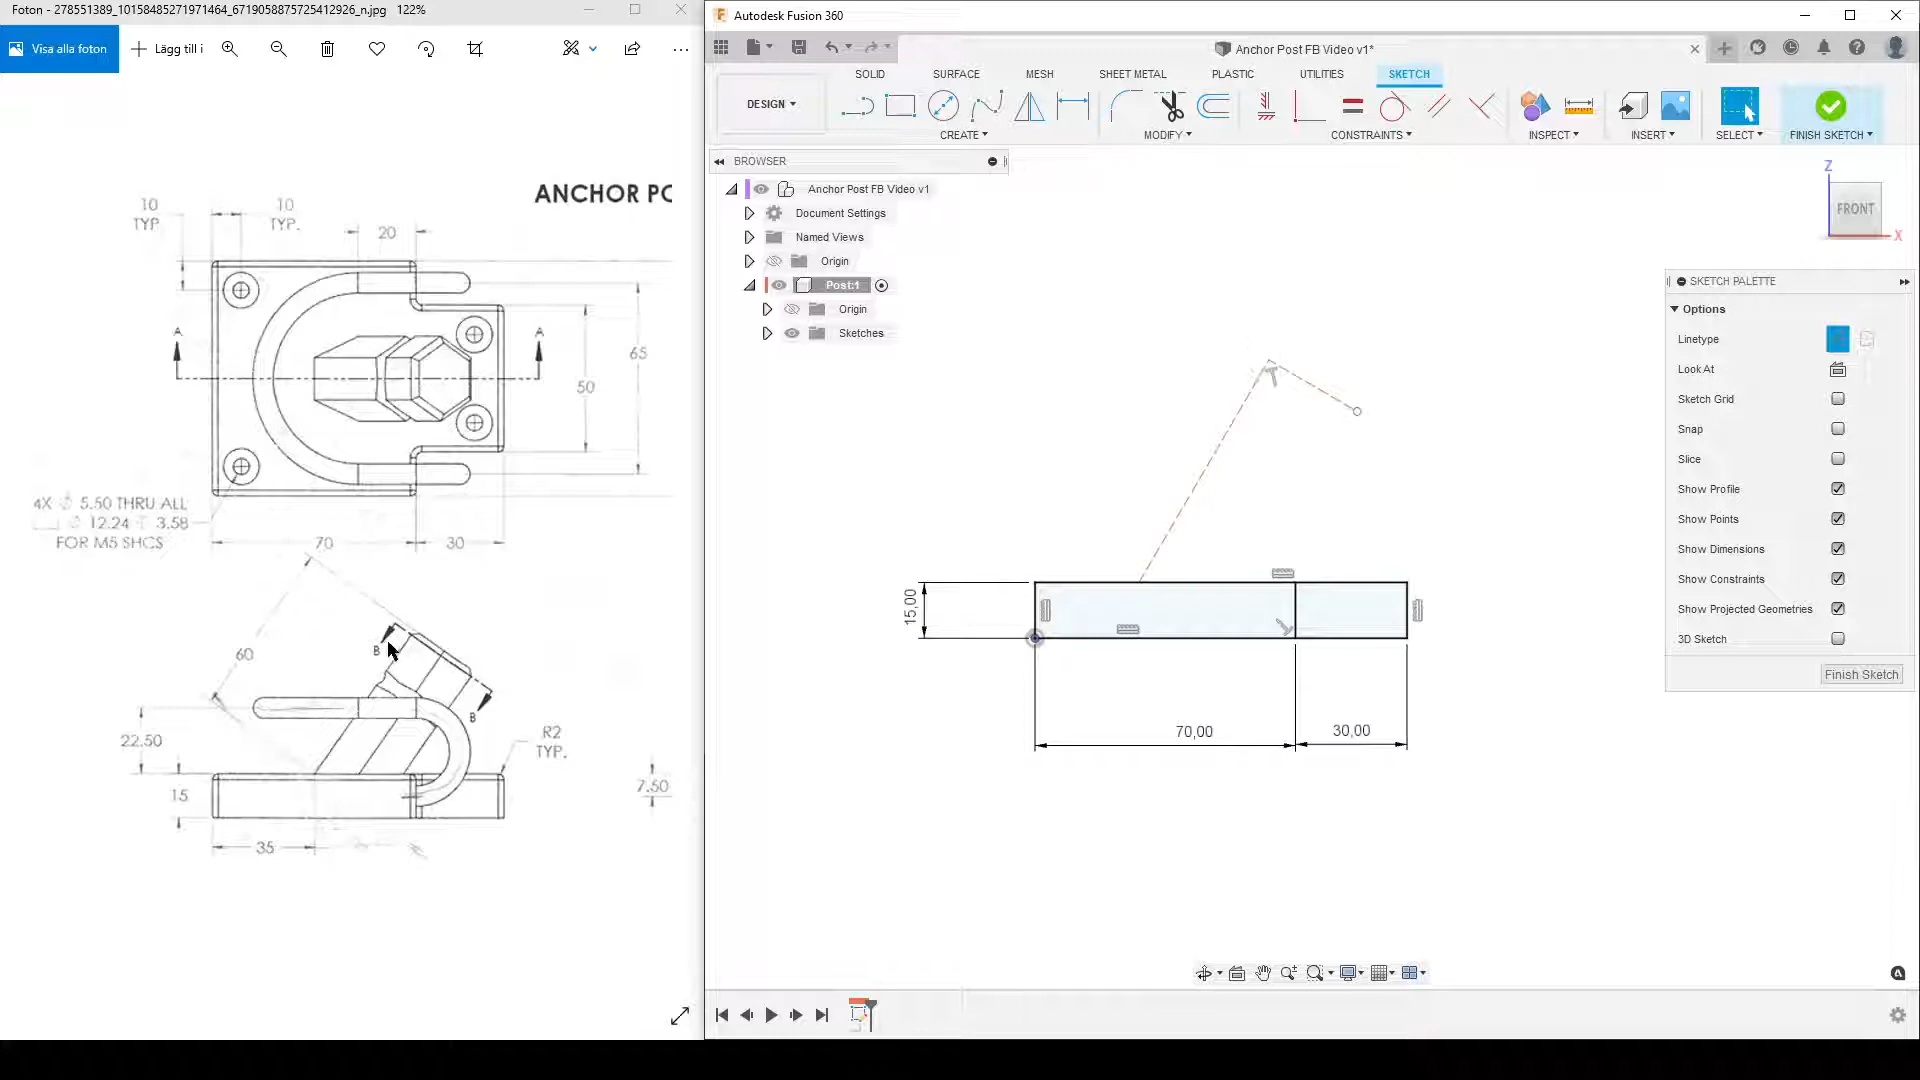 Foton - 278551389_10158485271971464_6719058875725412926_n.jpg 122%
Visa alla foton
Lägg till i
ANCHOR PO
10
TYP
10
TYP.
20
A
A
50
65
4X ∅ 5.50 THRU ALL
⌴ ∅ 12.24 ↧ 3.58
FOR M5 SHCS
70
30
60
B
B
22.50
15
R2
TYP.
7.50
35
Autodesk Fusion 360
Anchor Post FB Video v1*
DESIGN
SOLID
SURFACE
MESH
SHEET METAL
PLASTIC
UTILITIES
SKETCH
CREATE
MODIFY
CONSTRAINTS
INSPECT
INSERT
SELECT
FINISH SKETCH
BROWSER
Anchor Post FB Video v1
Document Settings
Named Views
Origin
Post:1
Origin
Sketches
Z
FRONT
X
SKETCH PALETTE
Options
Linetype
Look At
Sketch Grid
Snap
Slice
Show Profile
Show Points
Show Dimensions
Show Constraints
Show Projected Geometries
3D Sketch
Finish Sketch
15,00
70,00
30,00